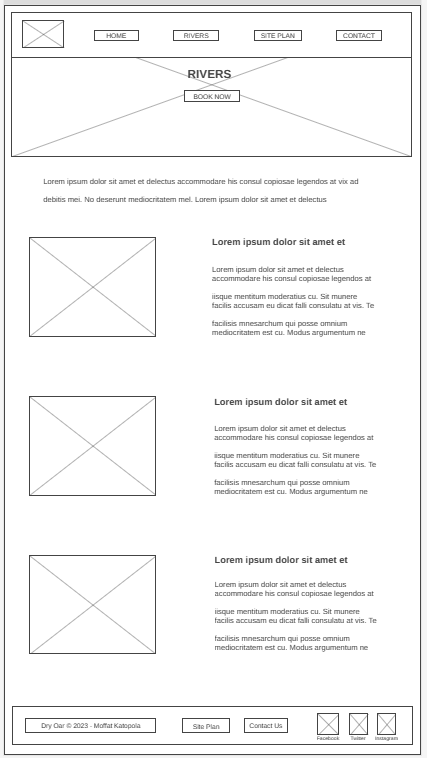 HOME RIVERS SITE PLAN CONTACT
RIVERS
BOOK NOW
Lorem ipsum dolor sit amet et delectus accommodare his consul copiosae legendos at vix ad
debitis mei. No deserunt mediocritatem mel. Lorem ipsum dolor sit amet et delectus
Lorem ipsum dolor sit amet et
Lorem ipsum dolor sit amet et delectus
accommodare his consul copiosae legendos at
iisque mentitum moderatius cu. Sit munere
facilis accusam eu dicat falli consulatu at vis. Te
facilisis mnesarchum qui posse omnium
mediocritatem est cu. Modus argumentum ne
Lorem ipsum dolor sit amet et
Lorem ipsum dolor sit amet et delectus
accommodare his consul copiosae legendos at
iisque mentitum moderatius cu. Sit munere
facilis accusam eu dicat falli consulatu at vis. Te
facilisis mnesarchum qui posse omnium
mediocritatem est cu. Modus argumentum ne
Lorem ipsum dolor sit amet et
Lorem ipsum dolor sit amet et delectus
accommodare his consul copiosae legendos at
iisque mentitum moderatius cu. Sit munere
facilis accusam eu dicat falli consulatu at vis. Te
facilisis mnesarchum qui posse omnium
mediocritatem est cu. Modus argumentum ne
Dry Oar © 2023 - Moffat Katopola Site Plan Contact Us
Facebook Twitter Instagram